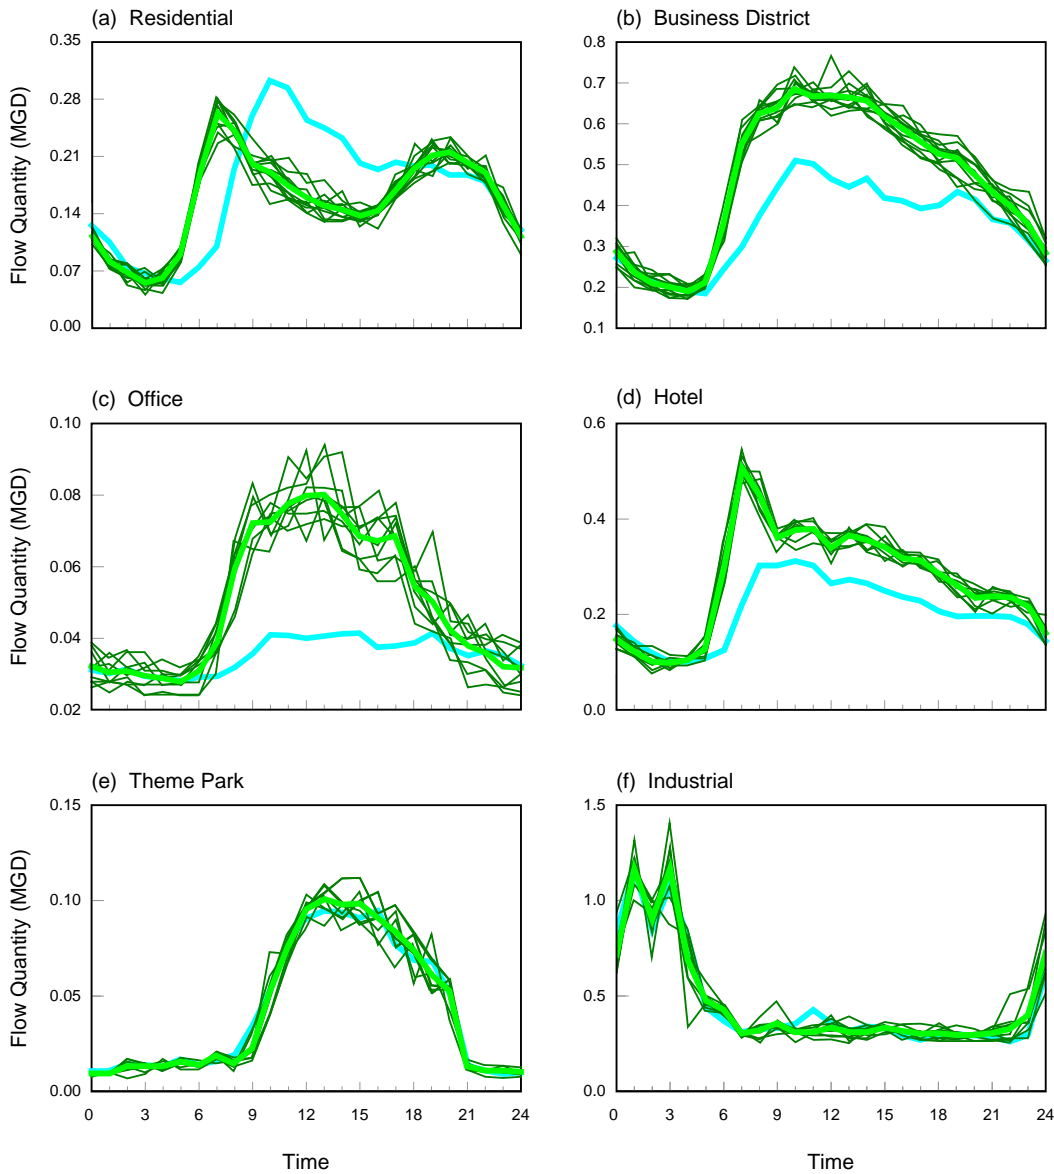 (a) Residential
(b) Business District
0.35
0.28
0.21
0.14
0.07
0.00
Flow Quantity (MGD)
0.8
0.7
0.6
0.5
0.4
0.3
0.2
0.1
(c) Office
(d) Hotel
0.10
0.08
0.06
0.04
0.02
Flow Quantity (MGD)
0.6
0.4
0.2
0.0
(e) Theme Park
(f) Industrial
0.15
0.10
0.05
0.00
Flow Quantity (MGD)
1.5
1.0
0.5
0.0
0 3 6 9 12 15 18 21 24
0 3 6 9 12 15 18 21 24
Time
Time